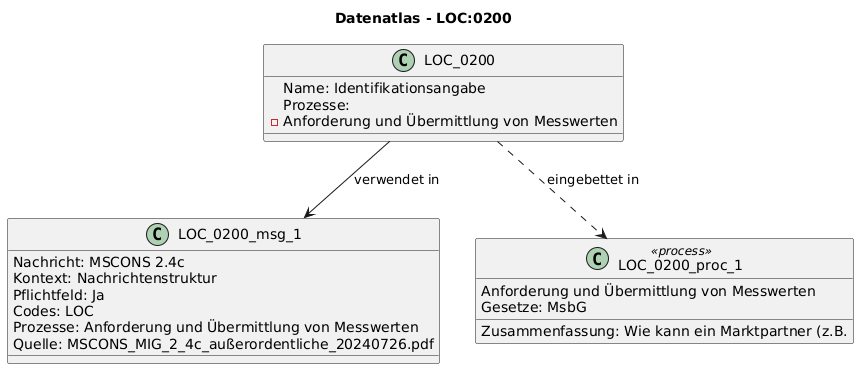 Datenatlas - LOC:0200
C LOC_0200
Name: Identifikationsangabe
Prozesse:
Anforderung und Übermittlung von Messwerten
verwendet in
eingebettet in
C LOC_0200_msg_1
Nachricht: MSCONS 2.4c
Kontext: Nachrichtenstruktur
Pflichtfeld: Ja
Codes: LOC
Prozesse: Anforderung und Übermittlung von Messwerten
Quelle: MSCONS_MIG_2_4c_außerordentliche_20240726.pdf
«process»
C LOC_0200_proc_1
Anforderung und Übermittlung von Messwerten
Gesetze: MsbG
Zusammenfassung: Wie kann ein Marktpartner (z.B.